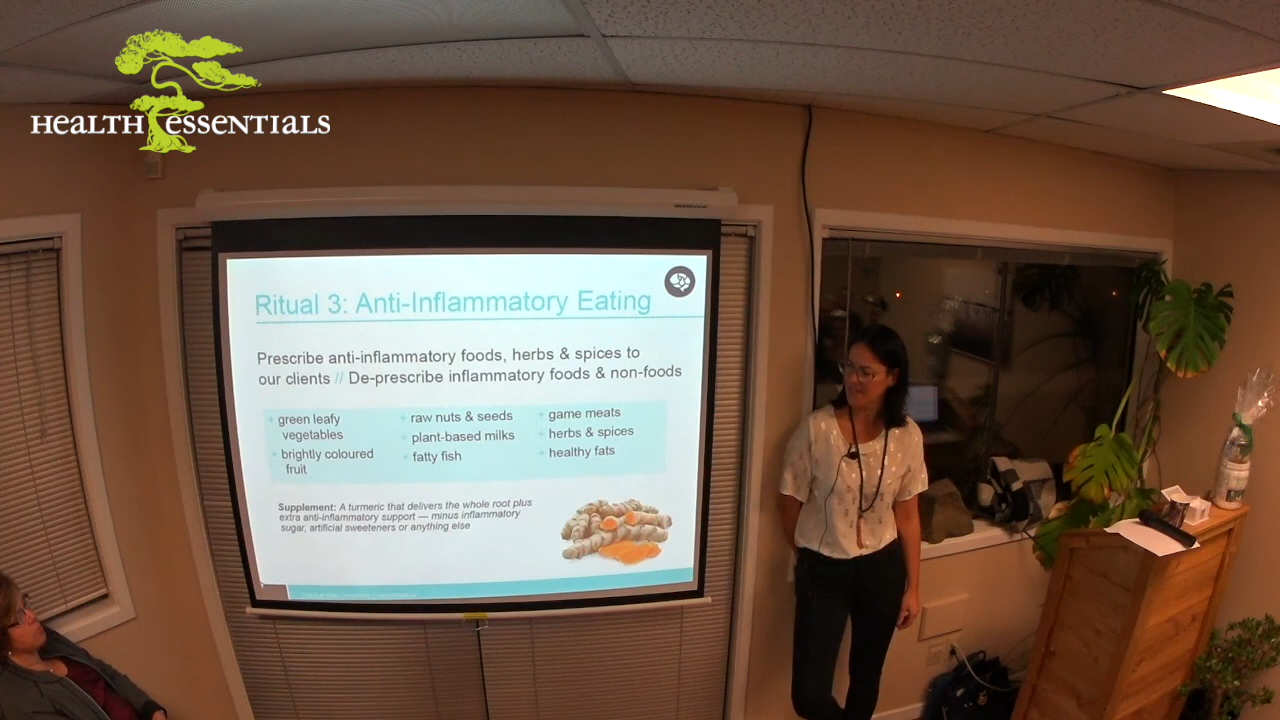 HEALTH ESSENTIALS
Ritual 3: Anti-Inflammatory Eating
Prescribe anti-inflammatory foods, herbs & spices to
our clients // De-prescribe inflammatory foods & non-foods
+ green leafy
vegetables
+ brightly coloured
fruit
+ raw nuts & seeds
+ plant-based milks
+ fatty fish
+ game meats
+ herbs & spices
+ healthy fats
Supplement: A turmeric that delivers the whole root plus
extra anti-inflammatory support — minus inflammatory
sugar, artificial sweeteners or anything else